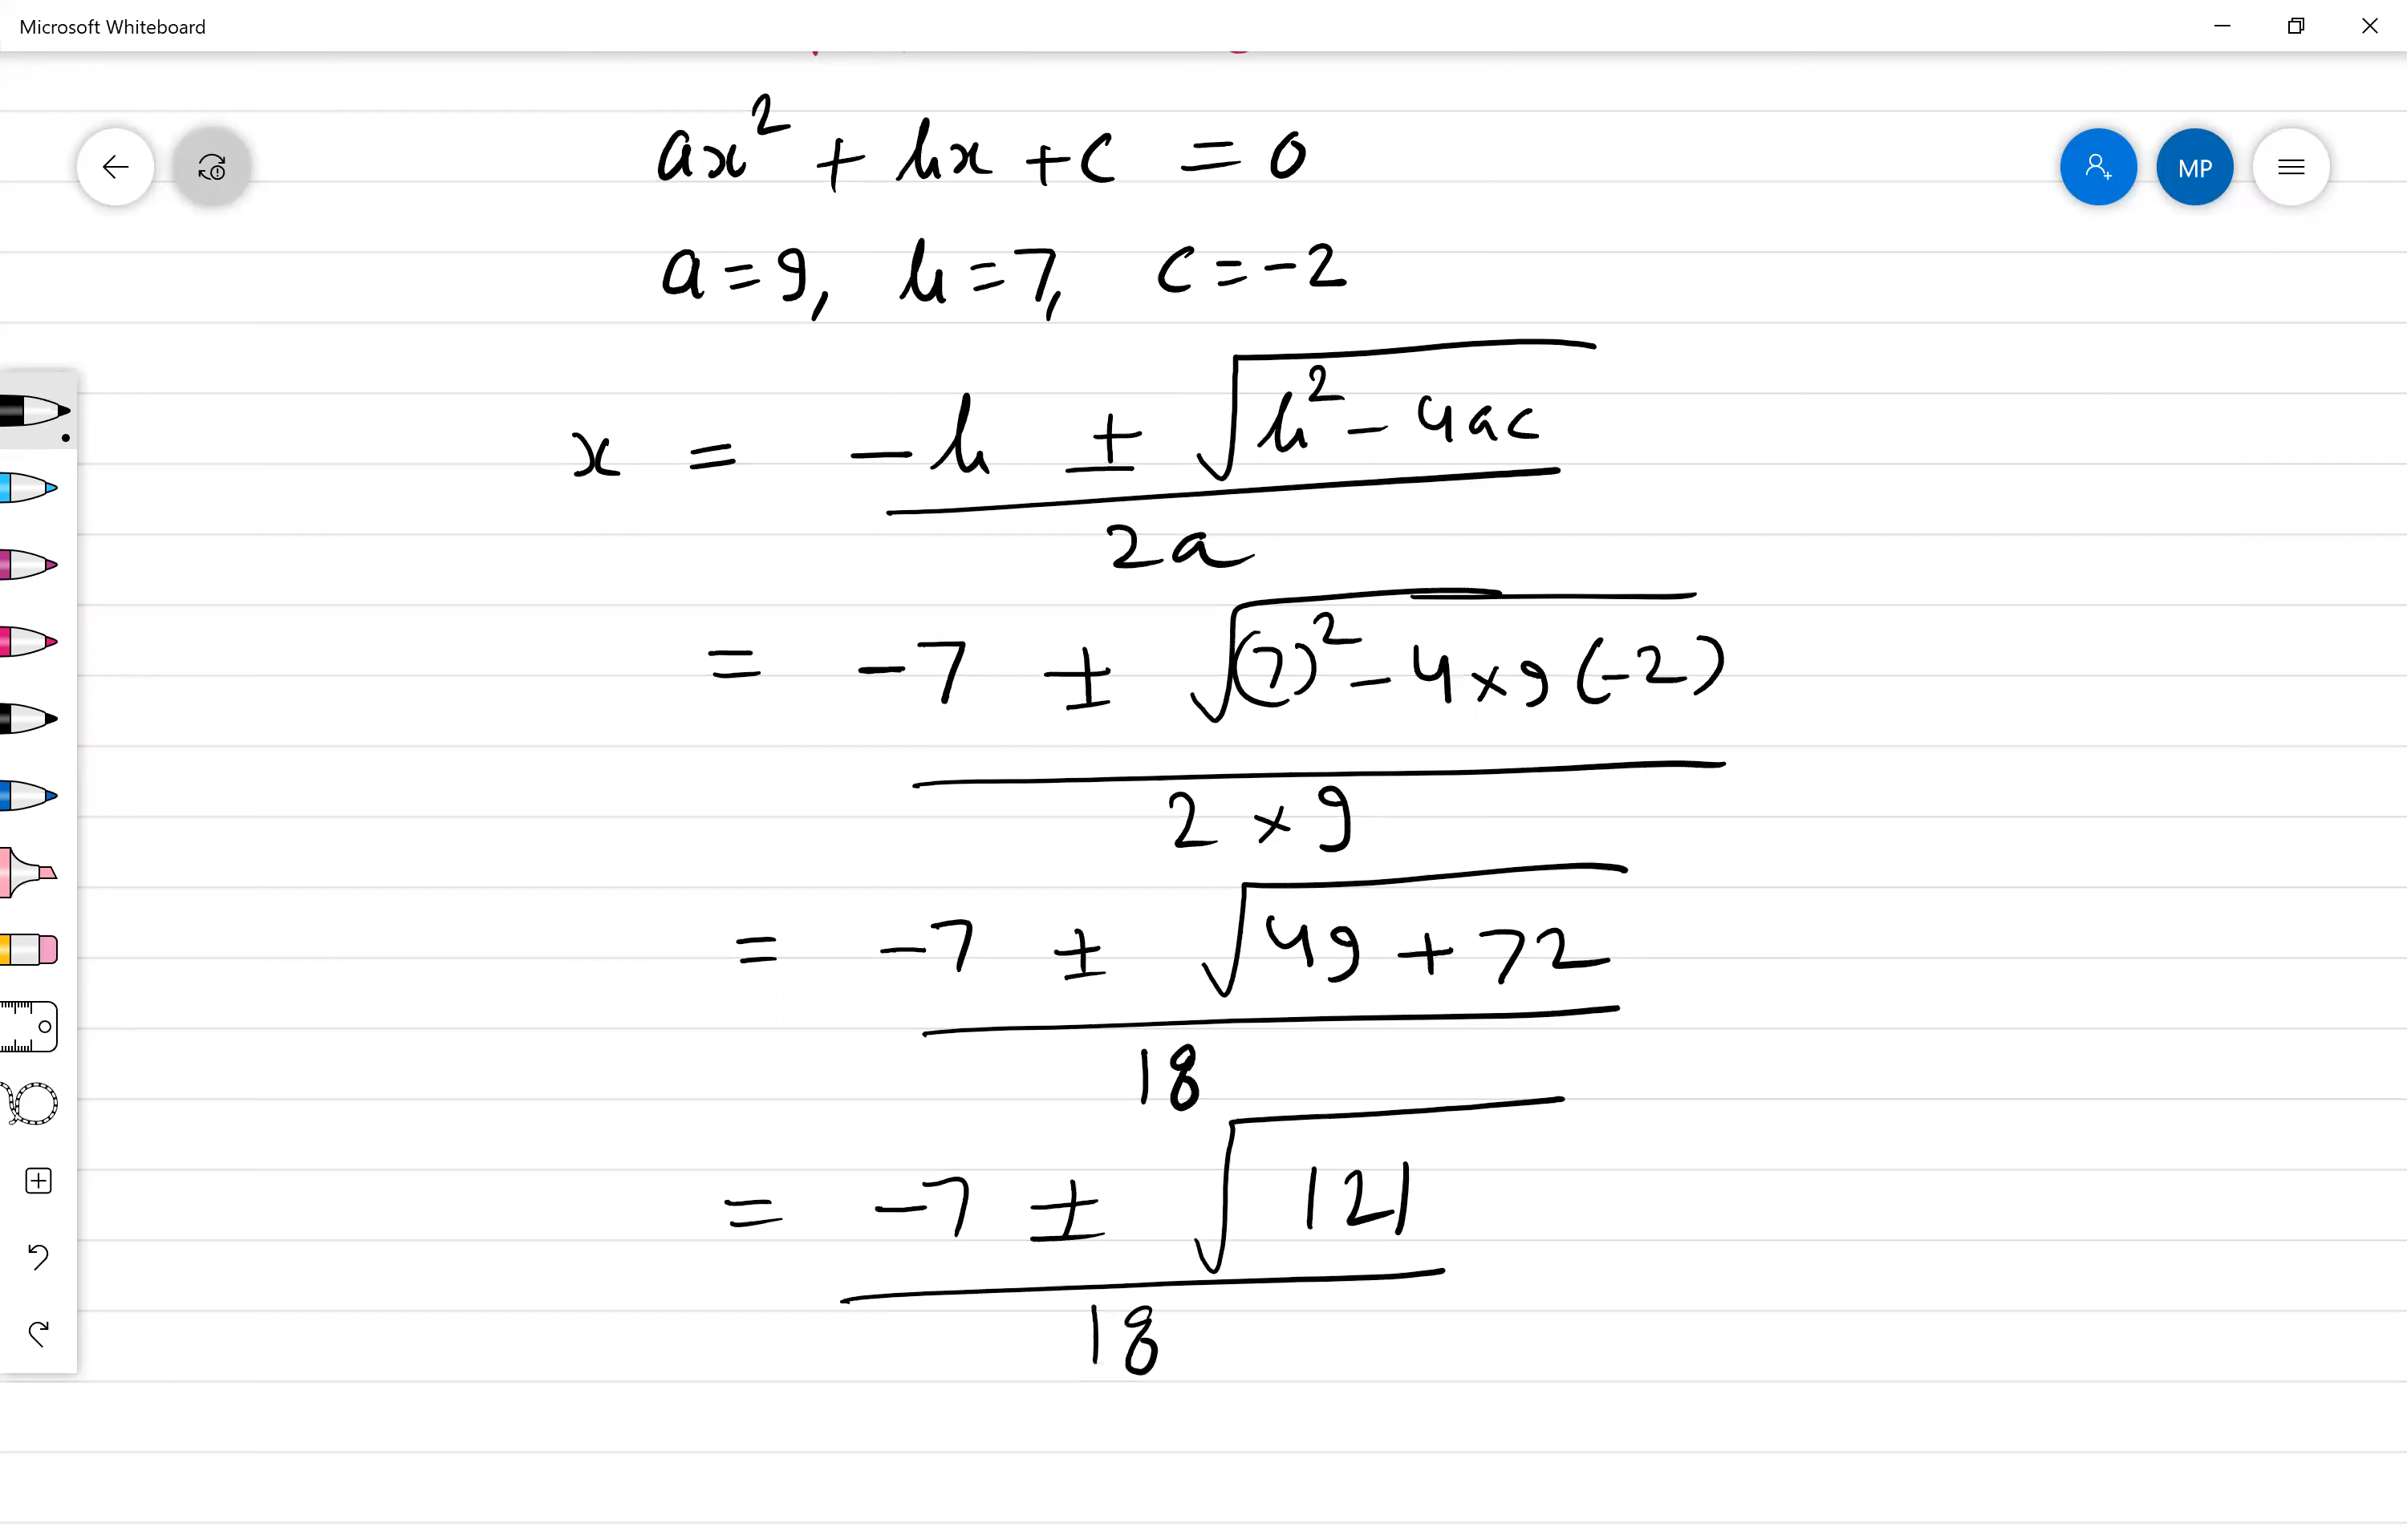 Microsoft Whiteboard
MP
ax² + bx + c = 0
a = 9, b = 7, c = -2
x = -b ± √(b² - 4ac)
2a
= -7 ± √((7)² - 4 × 9 (-2))
2 × 9
= -7 ± √(49 + 72)
18
= -7 ± √121
18